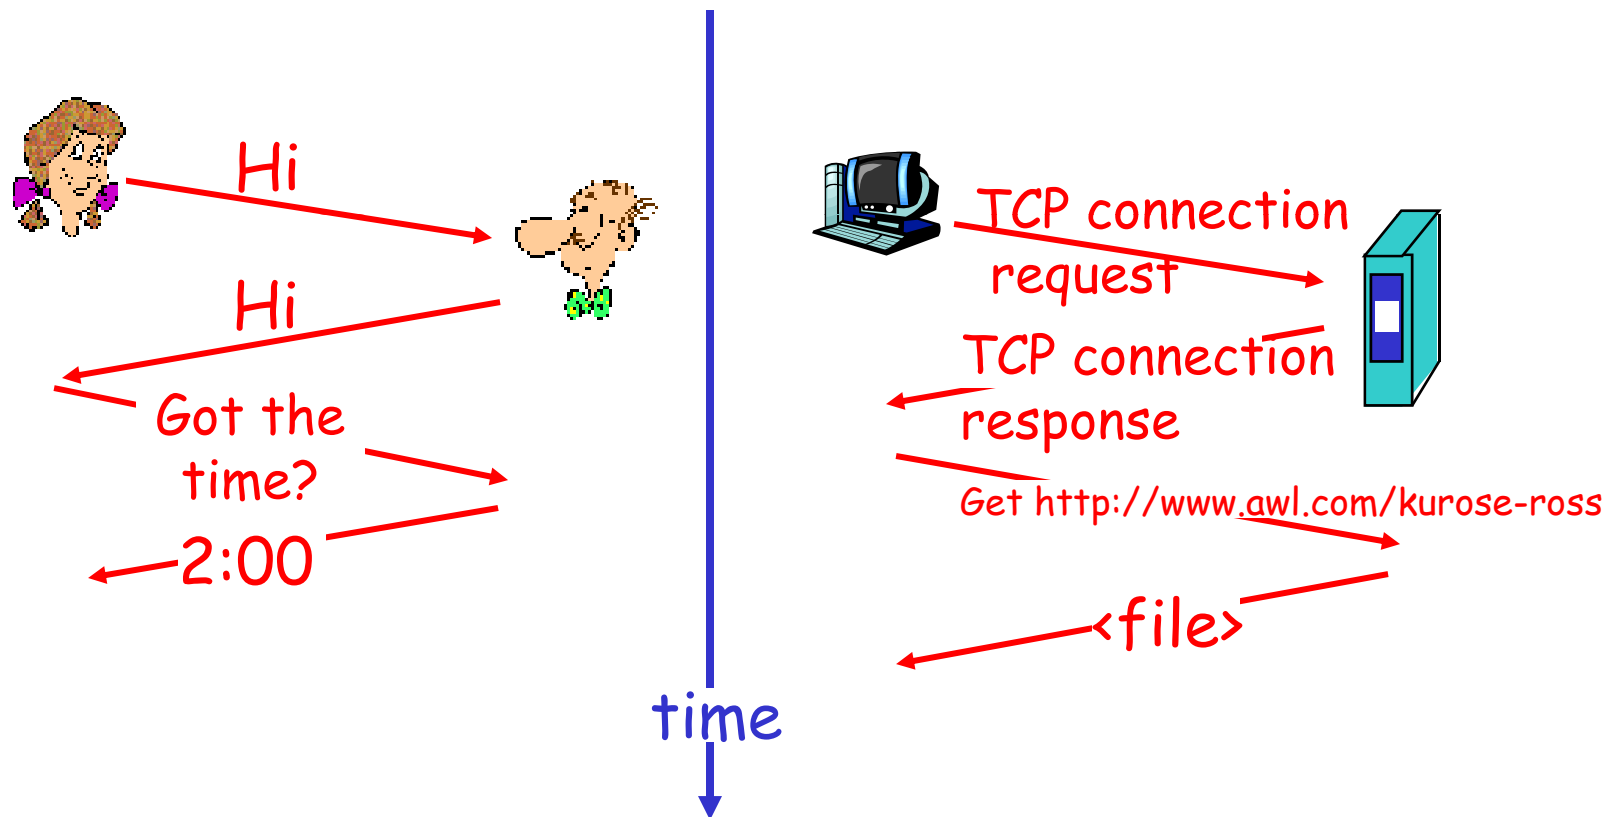 Hi
Hi
Got the
time?
2:00
TCP connection
request
TCP connection
response
Get http://www.awl.com/kurose-ross
<file>
time